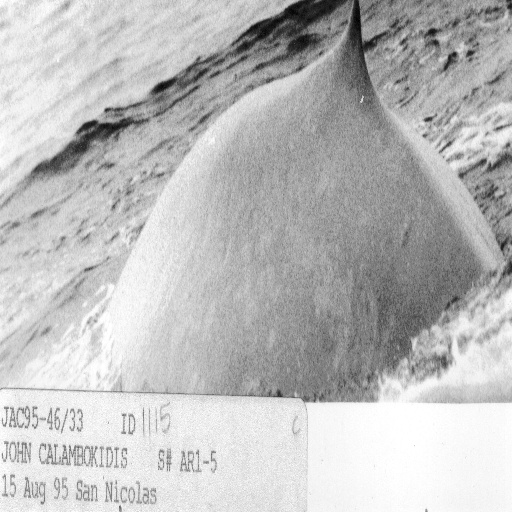 JAC95-46/33 ID 1115 C
JOHN CALAMBOKIDIS S# AR1-5
15 Aug 95 San Nicolas